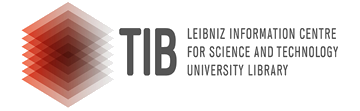 TIB
LEIBNIZ INFORMATION CENTRE
FOR SCIENCE AND TECHNOLOGY
UNIVERSITY LIBRARY